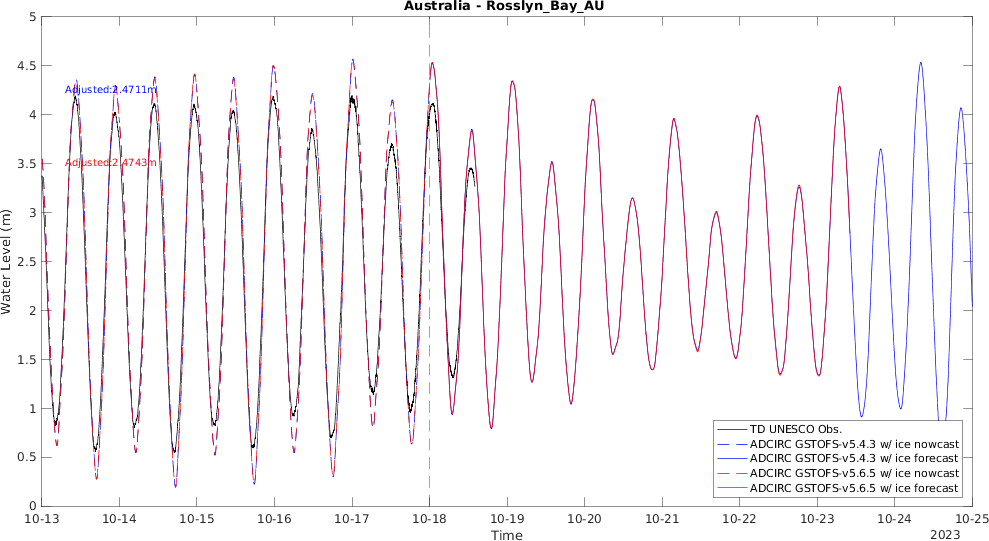 Australia - Rosslyn_Bay_AU
5
4.5
4
3.5
3
2.5
2
1.5
1
0.5
0
Water Level (m)
Adjusted:2.4711m
Adjusted:2.4743m
TD UNESCO Obs.
ADCIRC GSTOFS-v5.4.3 w/ ice nowcast
ADCIRC GSTOFS-v5.4.3 w/ ice forecast
ADCIRC GSTOFS-v5.6.5 w/ ice nowcast
ADCIRC GSTOFS-v5.6.5 w/ ice forecast
10-13 10-14 10-15 10-16 10-17 10-18 10-19 10-20 10-21 10-22 10-23 10-24 10-25
Time
2023